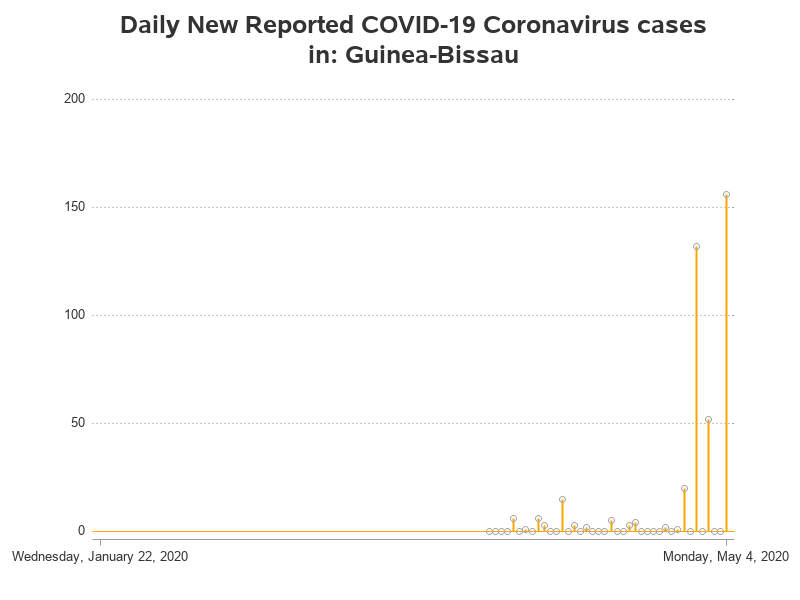 Daily New Reported COVID-19 Coronavirus cases
in: Guinea-Bissau
200
150
100
50
0
Wednesday, January 22, 2020
Monday, May 4, 2020